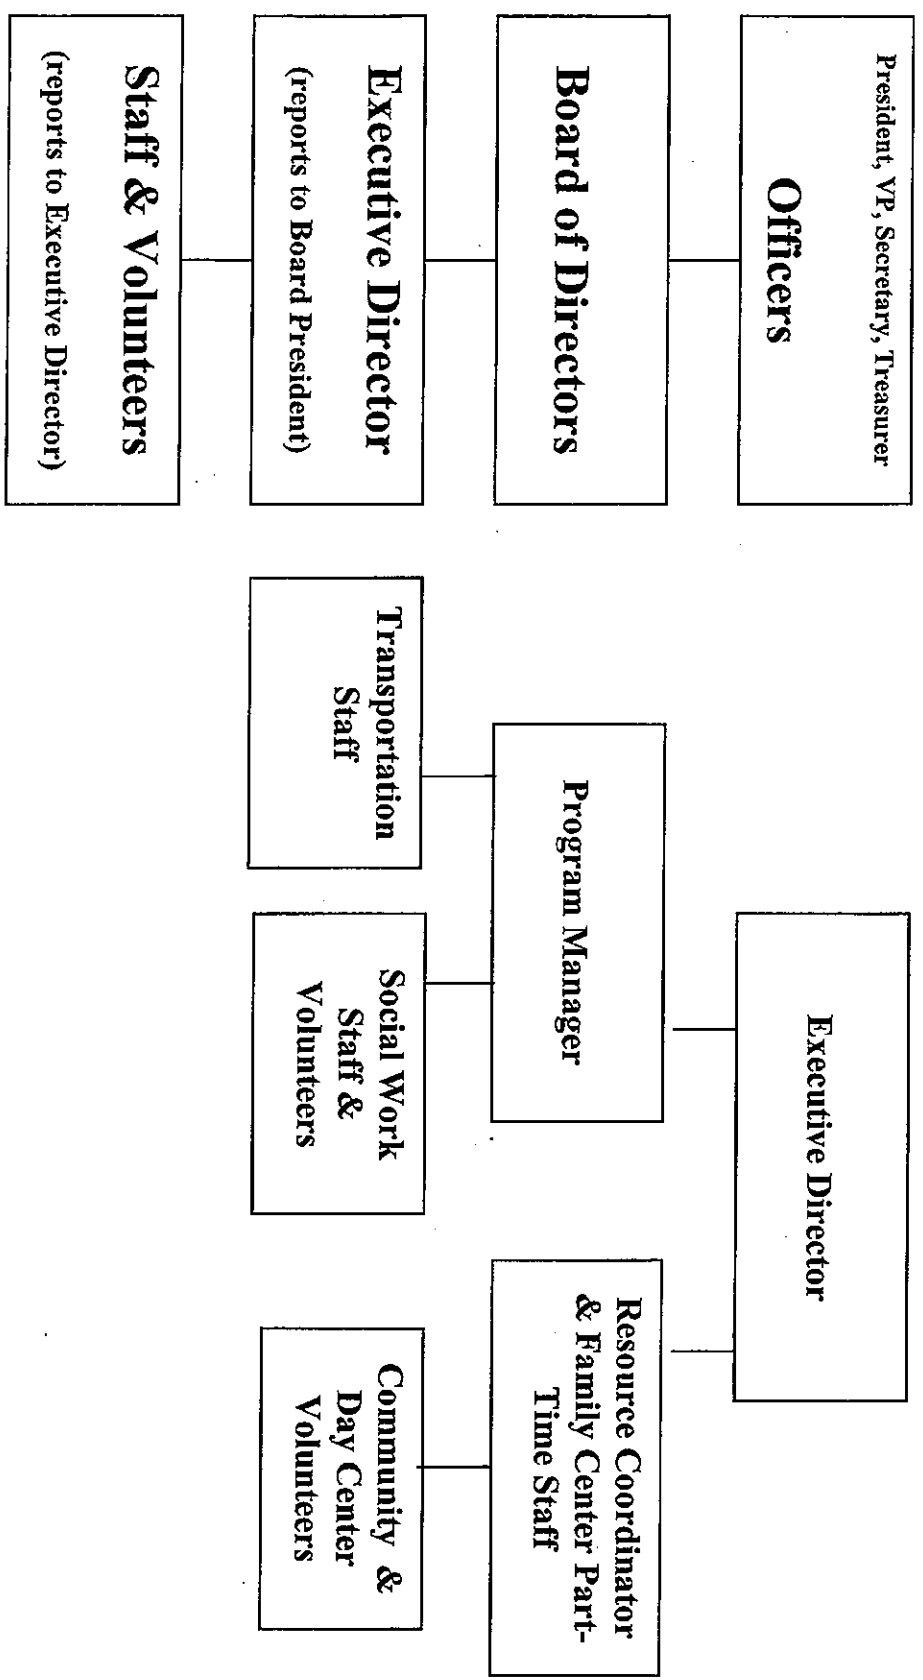 President, VP, Secretary, Treasurer
Officers
Board of Directors
Executive Director
(reports to Board President)
Staff & Volunteers
(reports to Executive Director)
Executive Director
Program Manager
Transportation
Staff
Social Work
Staff &
Volunteers
Resource Coordinator
& Family Center Part-
Time Staff
Community &
Day Center
Volunteers